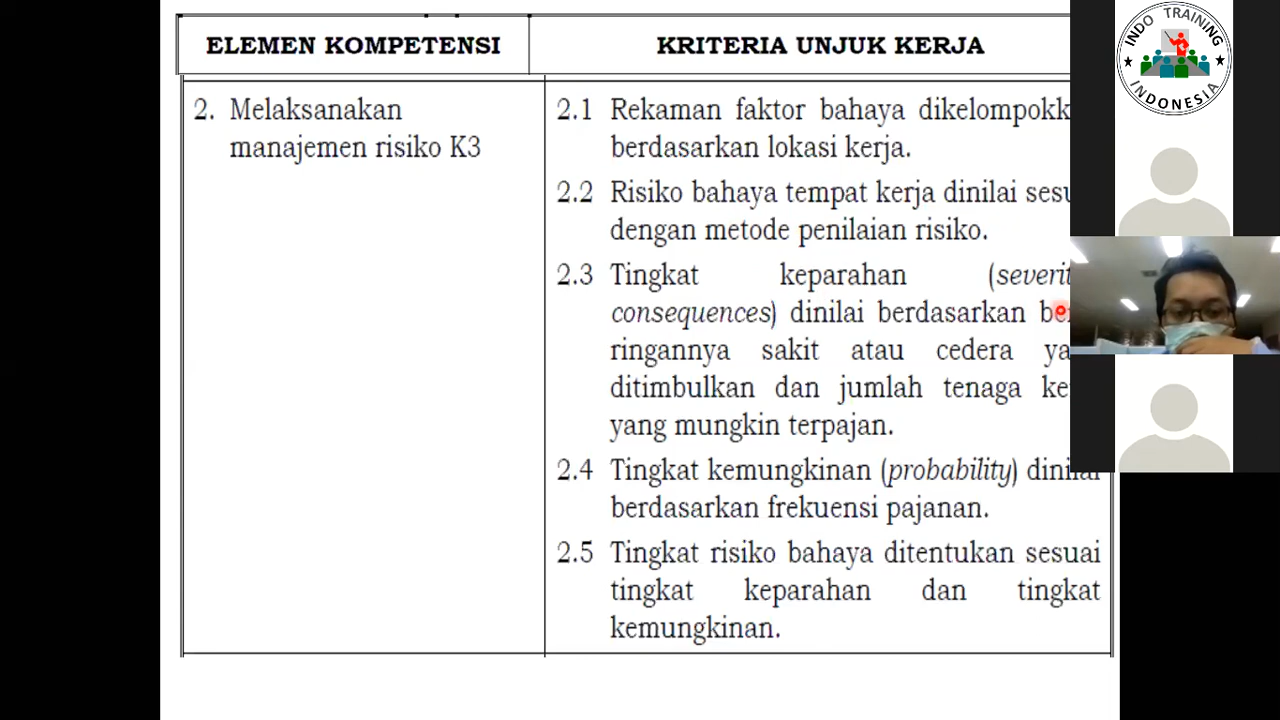 ELEMEN KOMPETENSI
KRITERIA UNJUK KERJA
2. Melaksanakan
manajemen risiko K3
2.1 Rekaman faktor bahaya
berdasarkan lokasi kerja.
2.2 Risiko bahaya tempat kerja dinilai
dengan metode penilaian risiko.
2.3 Tingkat keparahan
consequences) dinilai berdasarkan
ringannya sakit atau cedera
ditimbulkan dan jumlah tenaga
yang mungkin terpajan.
2.4 Tingkat kemungkinan (probability) dinilai
berdasarkan frekuensi pajanan.
2.5 Tingkat risiko bahaya ditentukan sesuai
tingkat keparahan dan tingkat
kemungkinan.
INDO TRAINING
INDONESIA